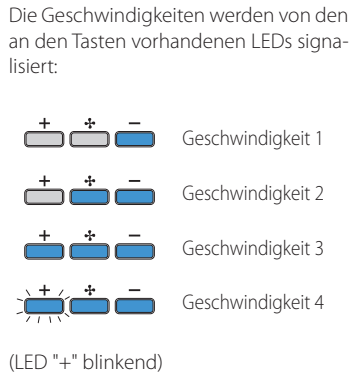 Die Geschwindigkeiten werden von den
an den Tasten vorhandenen LEDs signa-
lisiert:
+ −
Geschwindigkeit 1
+ −
Geschwindigkeit 2
+ −
Geschwindigkeit 3
+ −
Geschwindigkeit 4
(LED "+" blinkend)